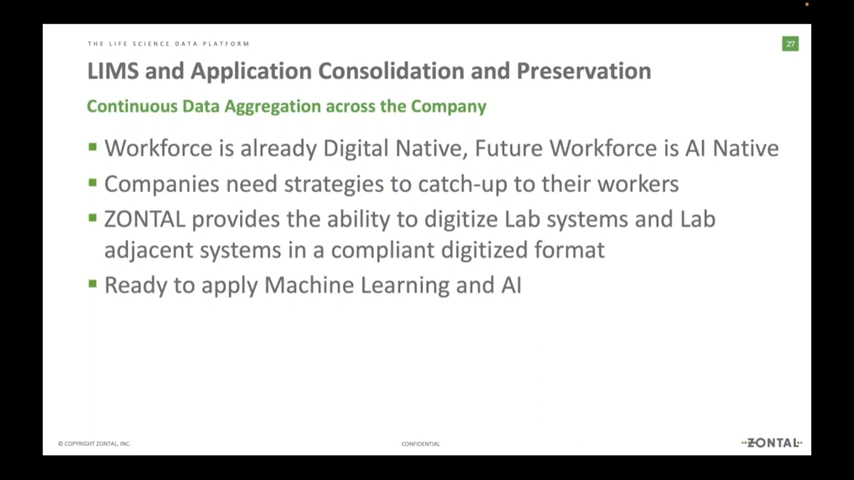 THE LIFE SCIENCE DATA PLATFORM
27
LIMS and Application Consolidation and Preservation
Continuous Data Aggregation across the Company
Workforce is already Digital Native, Future Workforce is AI Native
Companies need strategies to catch-up to their workers
ZONTAL provides the ability to digitize Lab systems and Lab
adjacent systems in a compliant digitized format
Ready to apply Machine Learning and AI
© COPYRIGHT ZONTAL, INC.
CONFIDENTIAL
ZONTAL